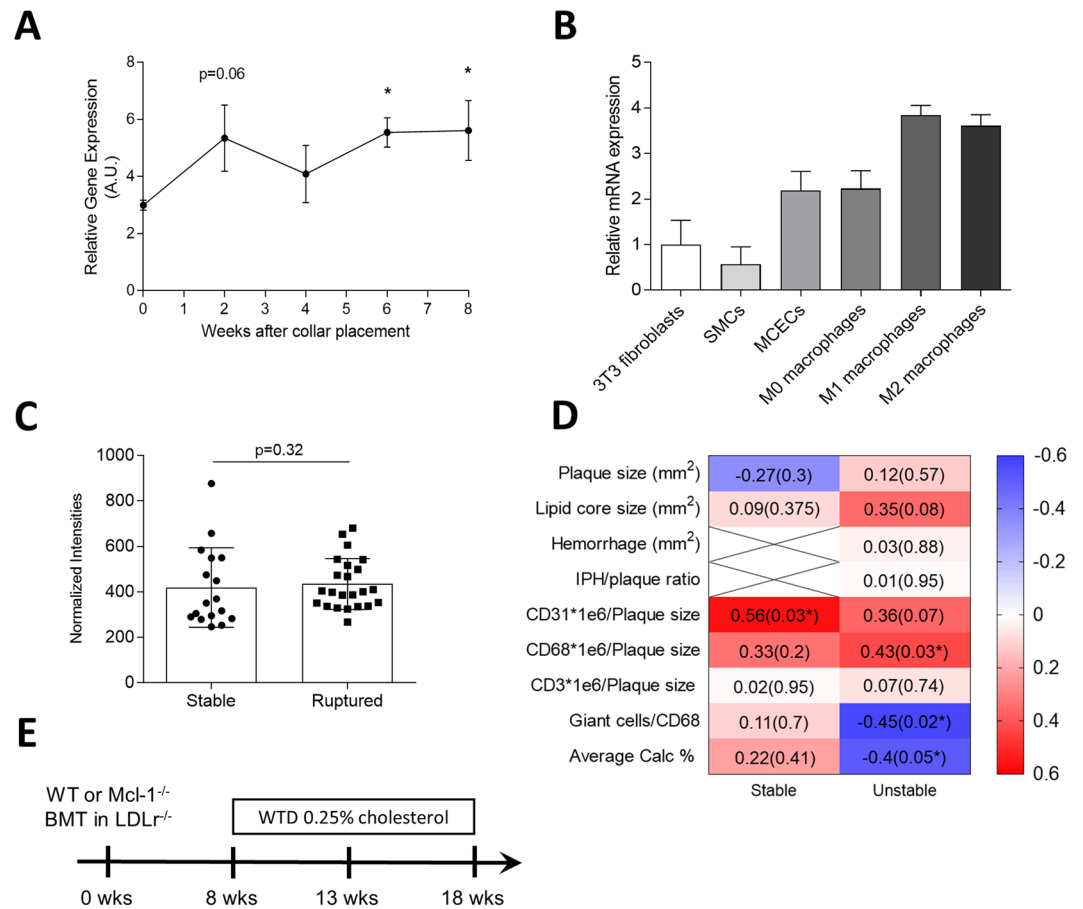 A
Relative Gene Expression
(A.U.)
8
6
4
2
0
p=0.06
*
*
0 1 2 3 4 5 6 7 8
Weeks after collar placement
B
Relative mRNA expression
5
4
3
2
1
0
3T3 fibroblasts
SMCs
MCECs
M0 macrophages
M1 macrophages
M2 macrophages
C
Normalized Intensities
1000
800
600
400
200
0
p=0.32
Stable Ruptured
D
Plaque size (mm²) -0.27(0.3) 0.12(0.57)
Lipid core size (mm²) 0.09(0.375) 0.35(0.08)
Hemorrhage (mm²) 0.03(0.88)
IPH/plaque ratio 0.01(0.95)
CD31*1e6/Plaque size 0.56(0.03*) 0.36(0.07)
CD68*1e6/Plaque size 0.33(0.2) 0.43(0.03*)
CD3*1e6/Plaque size 0.02(0.95) 0.07(0.74)
Giant cells/CD68 0.11(0.7) -0.45(0.02*)
Average Calc % 0.22(0.41) -0.4(0.05*)
Stable Unstable
-0.6
-0.4
-0.2
0
0.2
0.4
0.6
E
WT or Mcl-1⁻/⁻
BMT in LDLr⁻/⁻
WTD 0.25% cholesterol
0 wks 8 wks 13 wks 18 wks